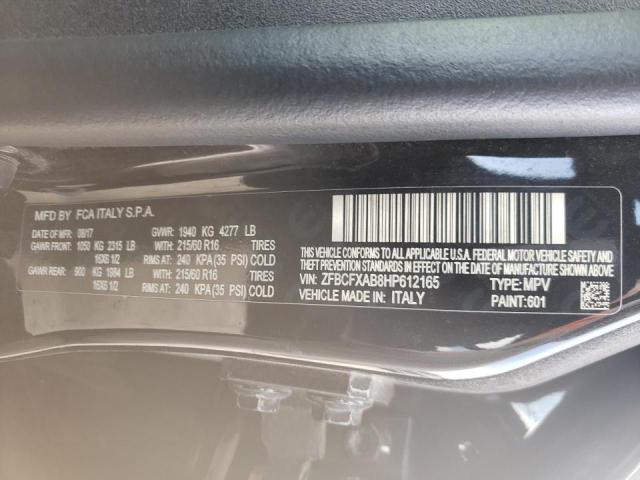 MFD BY FCA ITALY S.P.A.
DATE OF MFR 08/17 GVWR: 1940 KG 4277 LB
GAWR FRONT: 1050 KG 2315 LB WITH: 215/60 R16 TIRES
16X6 1/2 RIMS AT: 240 KPA (35 PSI) COLD
GAWR REAR: 900 KG 1984 LB WITH: 215/60 R16 TIRES
16X6 1/2 RIMS AT: 240 KPA (35 PSI) COLD
THIS VEHICLE CONFORMS TO ALL APPLICABLE U.S.A. FEDERAL MOTOR VEHICLE SAFETY AND
THEFT PREVENTION STANDARDS IN EFFECT ON THE DATE OF MANUFACTURE SHOWN ABOVE.
VIN: ZFBCFXAB8HP612165 TYPE: MPV
VEHICLE MADE IN: ITALY PAINT: 601